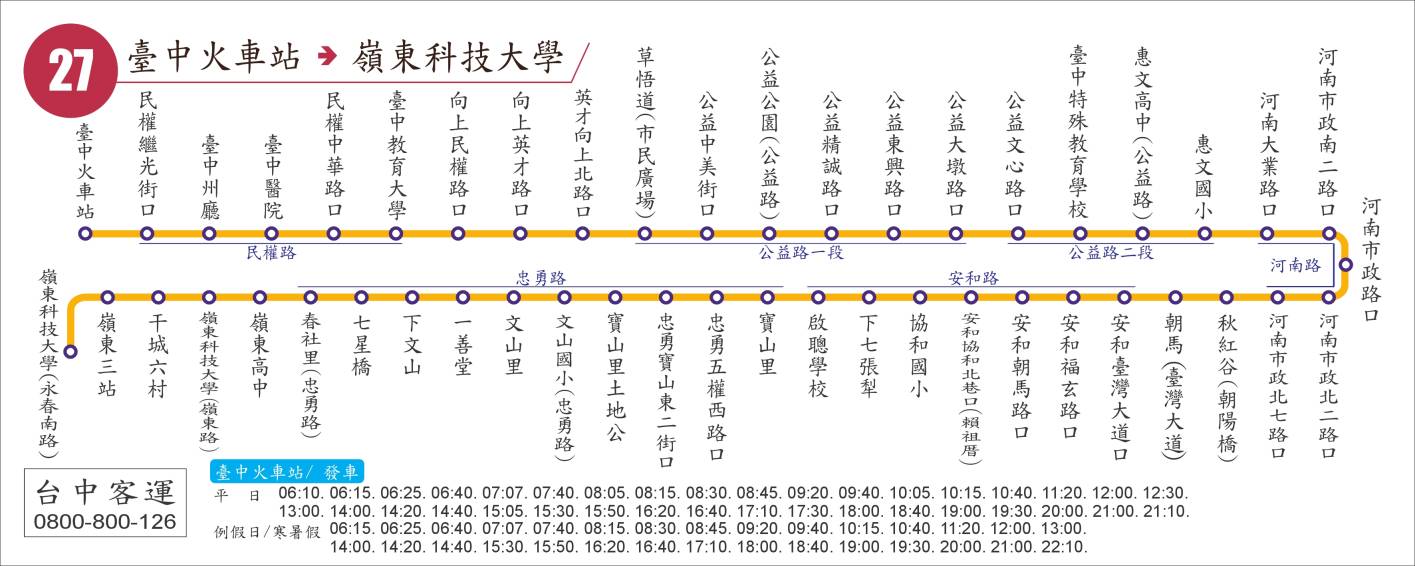 27
臺中火車站 → 嶺東科技大學
臺中火車站
民權繼光街口
臺中州廳
臺中醫院
民權中華路口
臺中教育大學
向上民權路口
向上英才路口
英才向上北路口
草悟道(市民廣場)
公益中美街口
公益公園(公益路)
公益精誠路口
公益東興路口
公益大墩路口
公益文心路口
臺中特殊教育學校
惠文高中(公益路)
惠文國小
河南大業路口
河南市政南二路口
河南市政路口
民權路
公益路一段
公益路二段
河南路
忠勇路
安和路
河南市政北二路口
河南市政北七路口
秋紅谷(朝陽橋)
朝馬(臺灣大道)
安和臺灣大道口
安和福玄路口
安和朝馬路口
安和協和北巷口(賴祖厝)
協和國小
下七張犁
啟聰學校
寶山里
忠勇五權西路口
忠勇寶山東二街口
寶山里土地公
文山國小(忠勇路)
文山里
一善堂
下文山
七星橋
春社里(忠勇路)
嶺東高中
嶺東科技大學(嶺東路)
干城六村
嶺東三站
嶺東科技大學(永春南路)
台中客運
0800-800-126
臺中火車站/ 發車
平 日 06:10. 06:15. 06:25. 06:40. 07:07. 07:40. 08:05. 08:15. 08:30. 08:45. 09:20. 09:40. 10:05. 10:15. 10:40. 11:20. 12:00. 12:30.
13:00. 14:00. 14:20. 14:40. 15:05. 15:30. 15:50. 16:20. 16:40. 17:10. 17:30. 18:00. 18:40. 19:00. 19:30. 20:00. 21:00. 21:10.
例假日/寒暑假 06:15. 06:25. 06:40. 07:07. 07:40. 08:15. 08:30. 08:45. 09:20. 09:40. 10:15. 10:40. 11:20. 12:00. 13:00.
14:00. 14:20. 14:40. 15:30. 15:50. 16:20. 16:40. 17:10. 18:00. 18:40. 19:00. 19:30. 20:00. 21:00. 22:10.